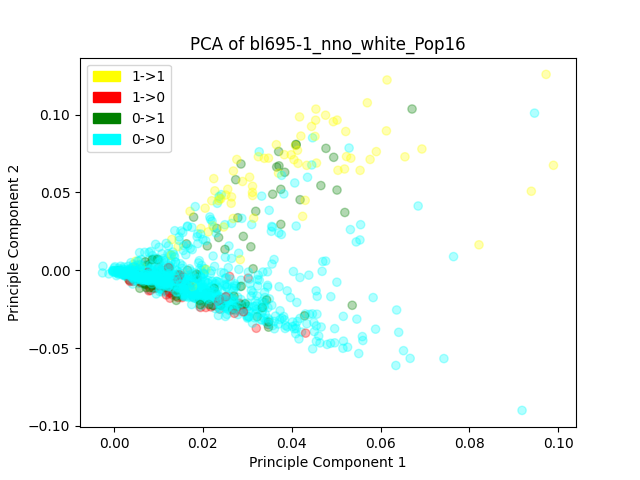 PCA of bl695-1_nno_white_Pop16
1->1
1->0
0->1
0->0
0.10
0.05
0.00
−0.05
−0.10
Principle Component 2
0.00 0.02 0.04 0.06 0.08 0.10
Principle Component 1